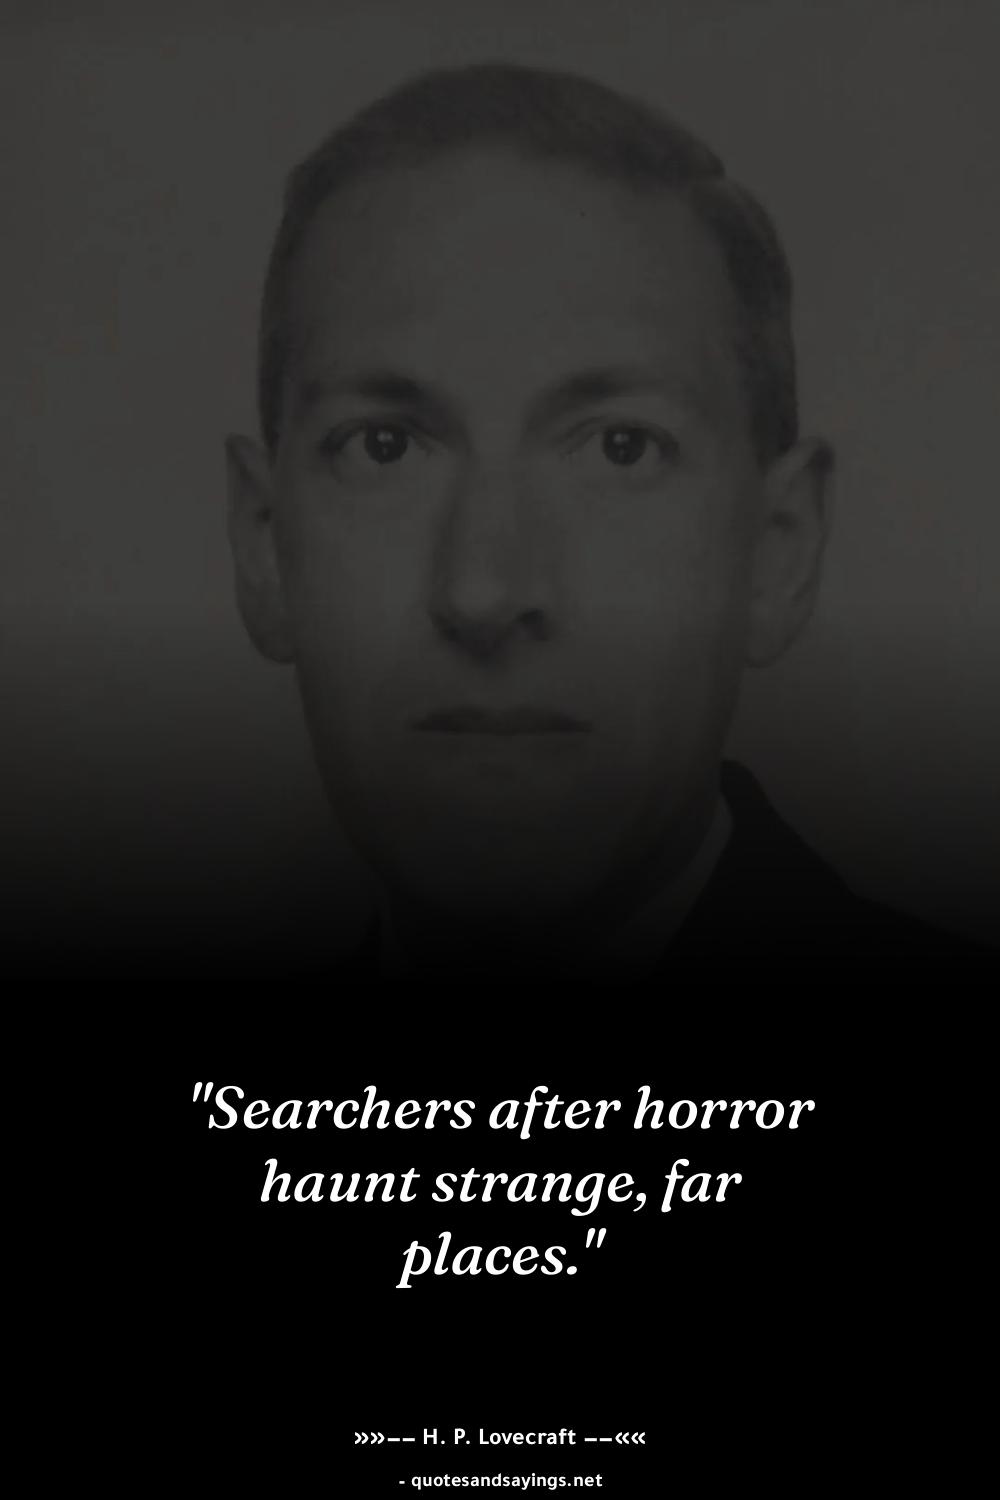 "Searchers after horror
haunt strange, far
places."
»»−− H. P. Lovecraft −−««
- quotesandsayings.net